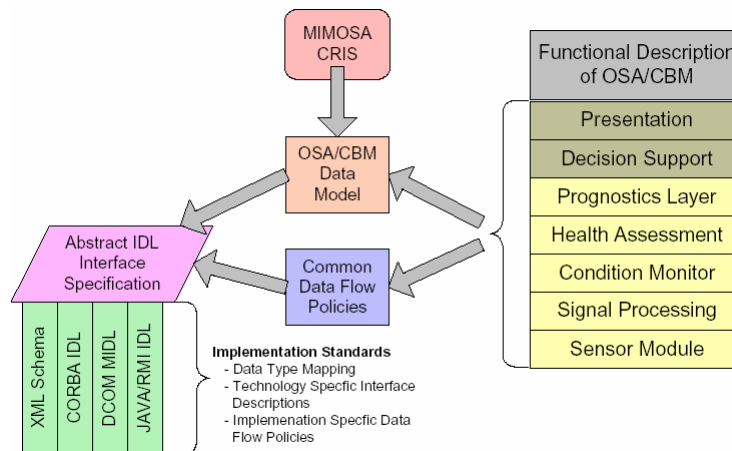 MIMOSA
CRIS
Functional Description
of OSA/CBM
Presentation
Decision Support
Prognostics Layer
Health Assessment
Condition Monitor
Signal Processing
Sensor Module
OSA/CBM
Data
Model
Common
Data Flow
Policies
Abstract IDL
Interface
Specification
XML Schema
CORBA IDL
DCOM MIDL
JAVA/RMI IDL
Implementation Standards
- Data Type Mapping
- Technology Specfic Interface
Descriptions
- Implemenation Specfic Data
Flow Policies